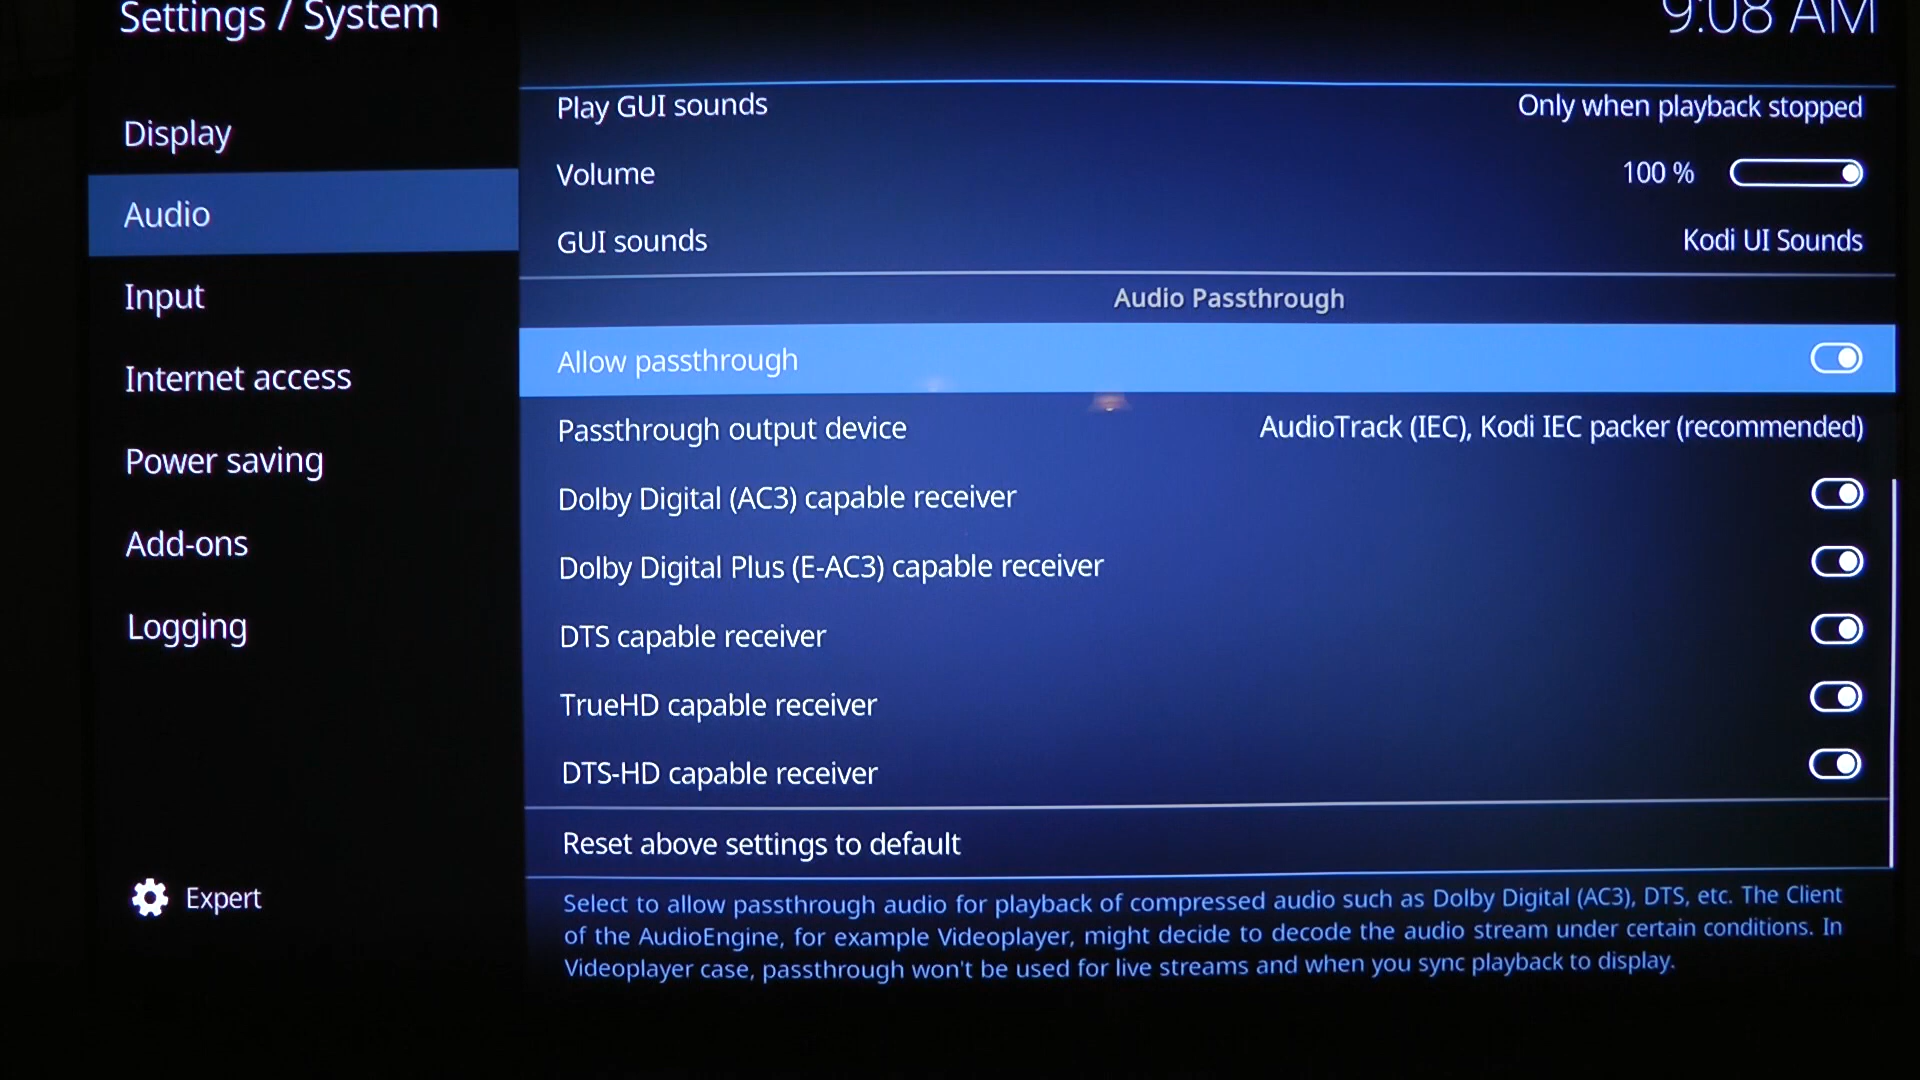 Settings / System
9:08 AM
Display
Audio
Input
Internet access
Power saving
Add-ons
Logging
Expert
Play GUI sounds Only when playback stopped
Volume 100 %
GUI sounds Kodi UI Sounds
Audio Passthrough
Allow passthrough
Passthrough output device AudioTrack (IEC), Kodi IEC packer (recommended)
Dolby Digital (AC3) capable receiver
Dolby Digital Plus (E-AC3) capable receiver
DTS capable receiver
TrueHD capable receiver
DTS-HD capable receiver
Reset above settings to default
Select to allow passthrough audio for playback of compressed audio such as Dolby Digital (AC3), DTS, etc. The Client
of the AudioEngine, for example Videoplayer, might decide to decode the audio stream under certain conditions. In
Videoplayer case, passthrough won't be used for live streams and when you sync playback to display.